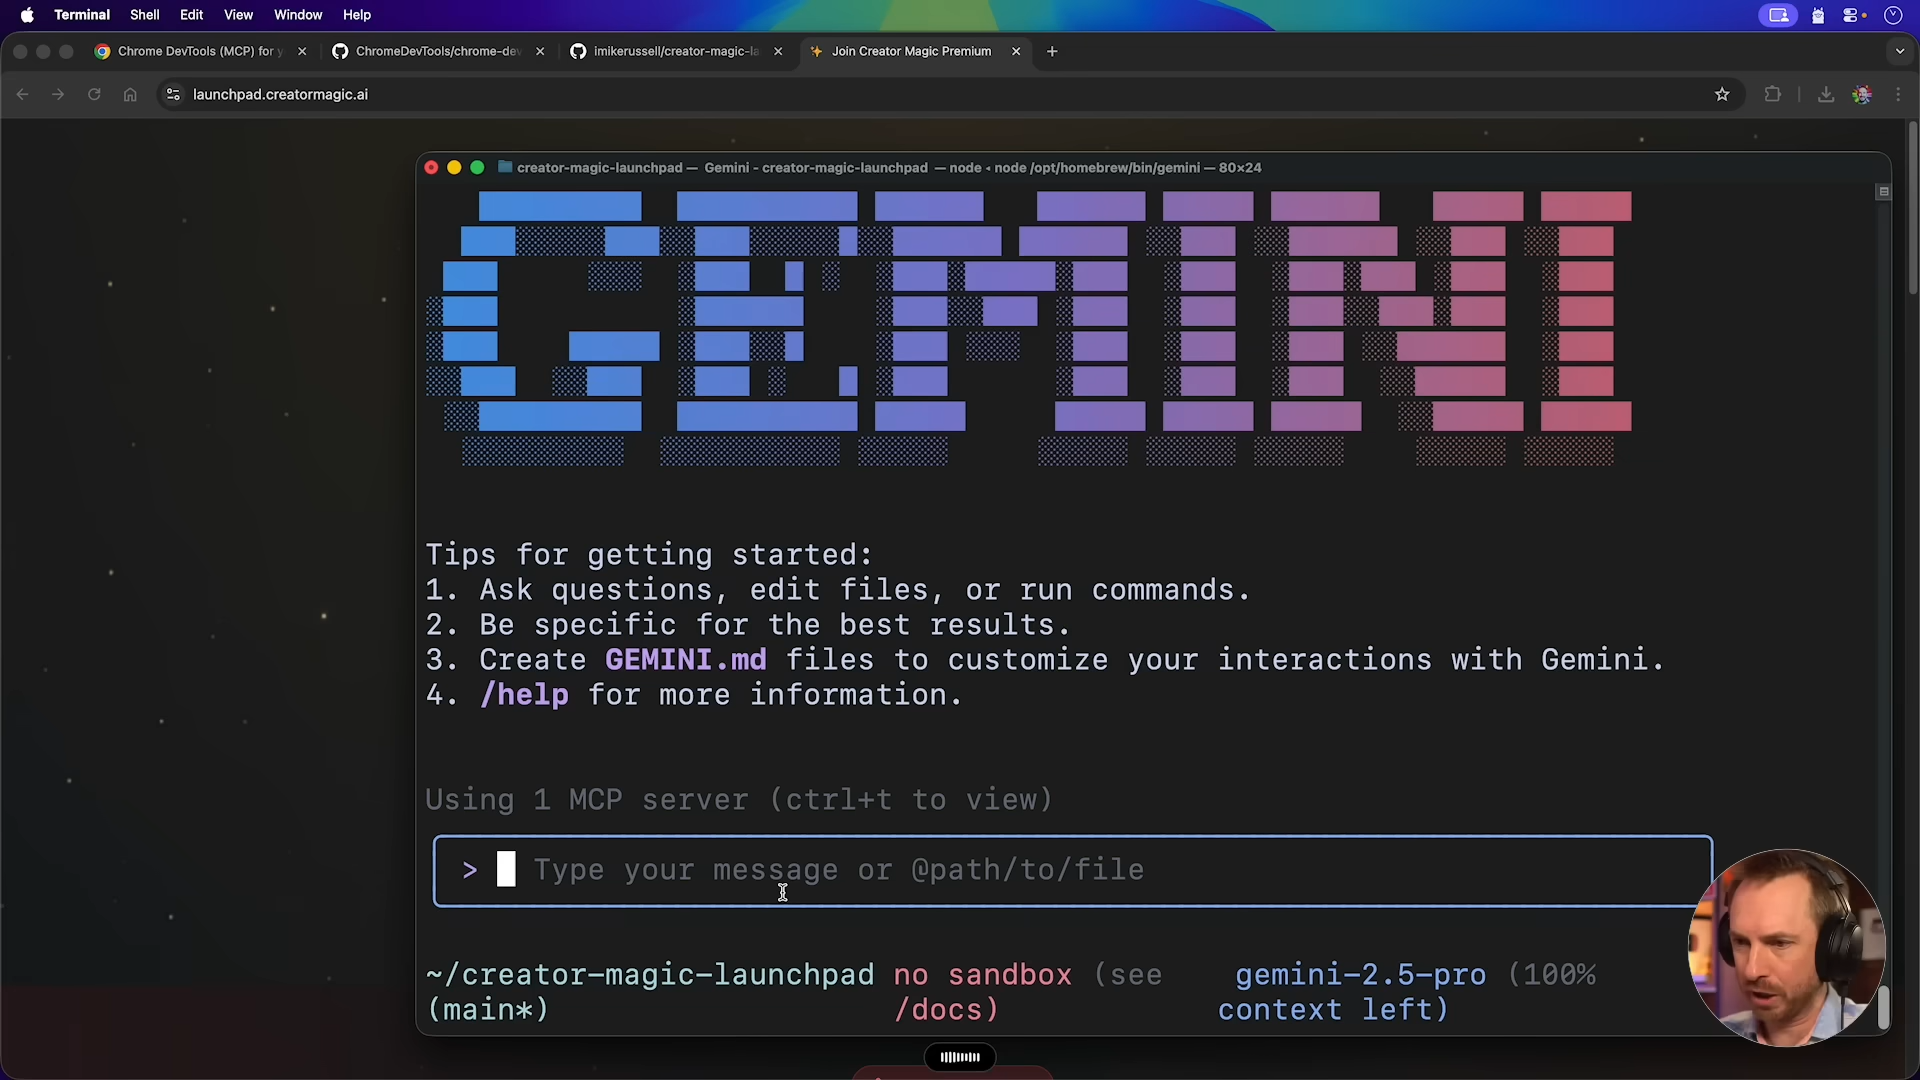 Terminal Shell Edit View Window Help
Chrome DevTools (MCP) for y
ChromeDevTools/chrome-dev
imikerussell/creator-magic-la
Join Creator Magic Premium
launchpad.creatormagic.ai
creator-magic-launchpad — Gemini - creator-magic-launchpad — node ◂ node /opt/homebrew/bin/gemini — 80×24
GEMINI
Tips for getting started:
1. Ask questions, edit files, or run commands.
2. Be specific for the best results.
3. Create GEMINI.md files to customize your interactions with Gemini.
4. /help for more information.
Using 1 MCP server (ctrl+t to view)
> Type your message or @path/to/file
~/creator-magic-launchpad no sandbox (see gemini-2.5-pro (100%
(main*) /docs) context left)